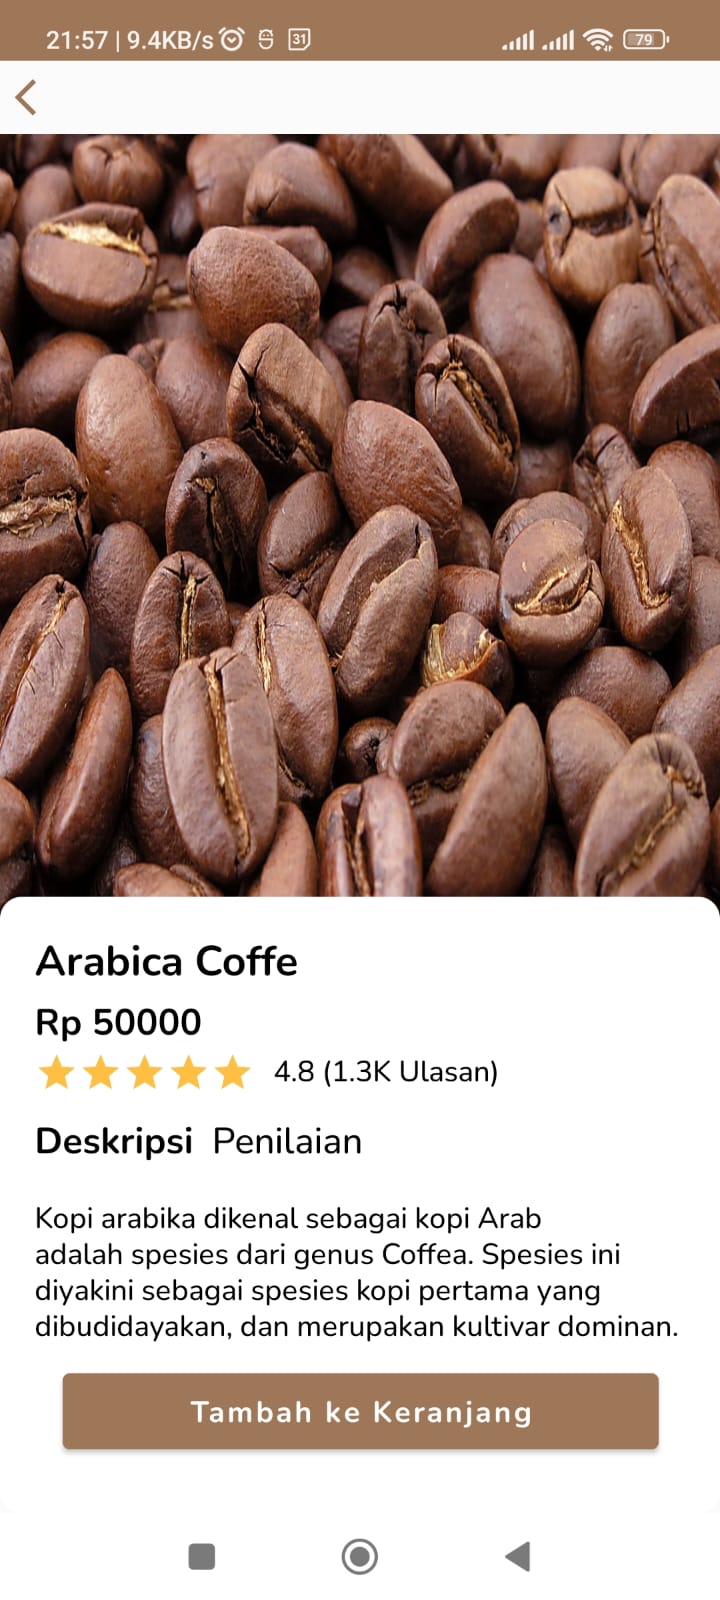 21:57 | 9.4KB/s 31 79
Arabica Coffe
Rp 50000
4.8 (1.3K Ulasan)
Deskripsi Penilaian
Kopi arabika dikenal sebagai kopi Arab
adalah spesies dari genus Coffea. Spesies ini
diyakini sebagai spesies kopi pertama yang
dibudidayakan, dan merupakan kultivar dominan.
Tambah ke Keranjang